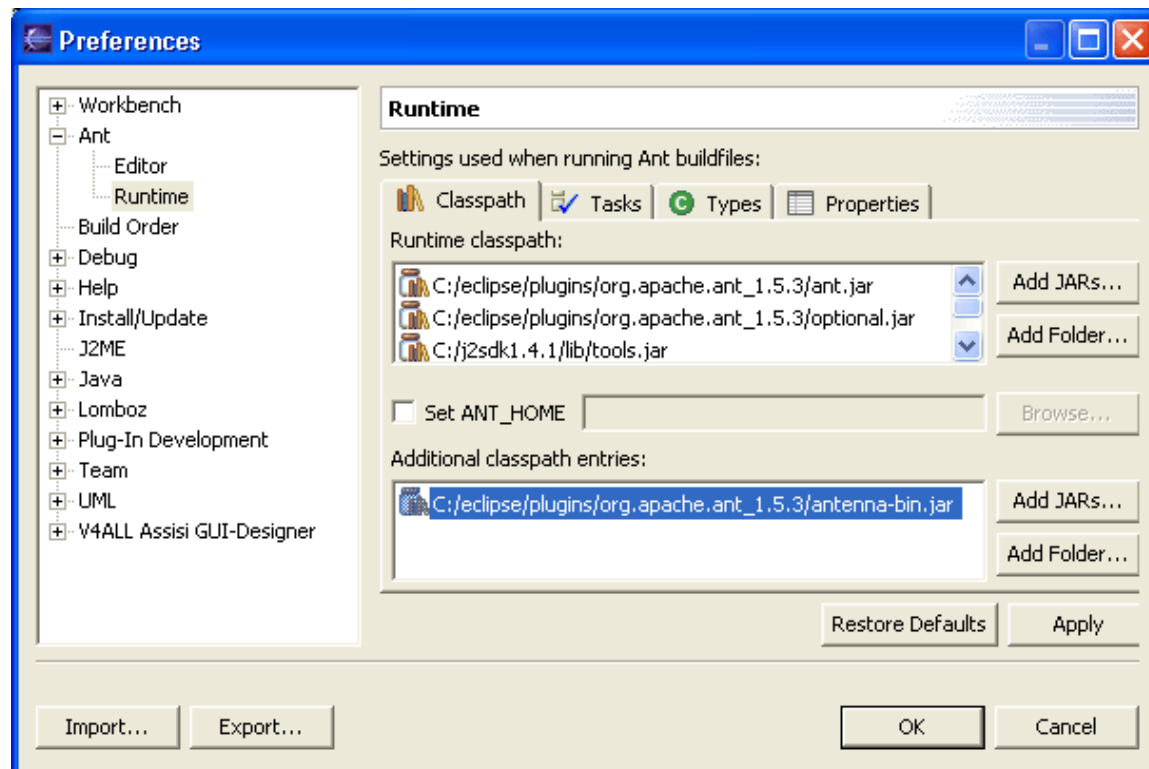 Preferences
Workbench
Ant
Editor
Runtime
Build Order
Debug
Help
Install/Update
J2ME
Java
Lomboz
Plug-In Development
Team
UML
V4ALL Assisi GUI-Designer
Runtime
Settings used when running Ant buildfiles:
Classpath Tasks C Types Properties
Runtime classpath:
C:/eclipse/plugins/org.apache.ant_1.5.3/ant.jar
C:/eclipse/plugins/org.apache.ant_1.5.3/optional.jar
C:/j2sdk1.4.1/lib/tools.jar
Add JARs...
Add Folder...
Set ANT_HOME Browse...
Additional classpath entries:
C:/eclipse/plugins/org.apache.ant_1.5.3/antenna-bin.jar
Add JARs...
Add Folder...
Restore Defaults Apply
Import... Export... OK Cancel